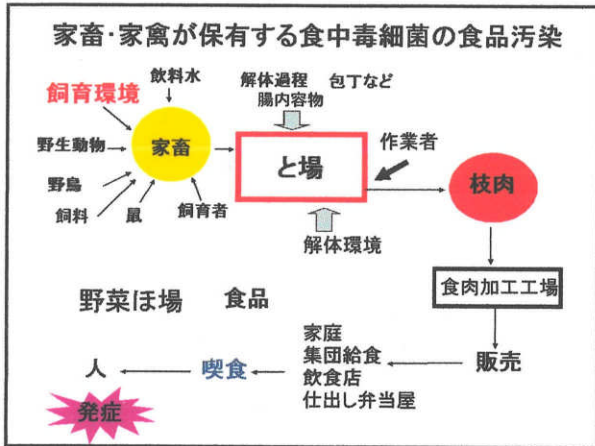 家畜・家禽が保有する食中毒細菌の食品汚染
飲料水
飼育環境
野生動物
野鳥
飼料
鼠
飼育者
家畜
解体過程 包丁など
腸内容物
と場
解体環境
作業者
枝肉
食肉加工工場
販売
家庭
集団給食
飲食店
仕出し弁当屋
喫食
人
発症
野菜ほ場 食品